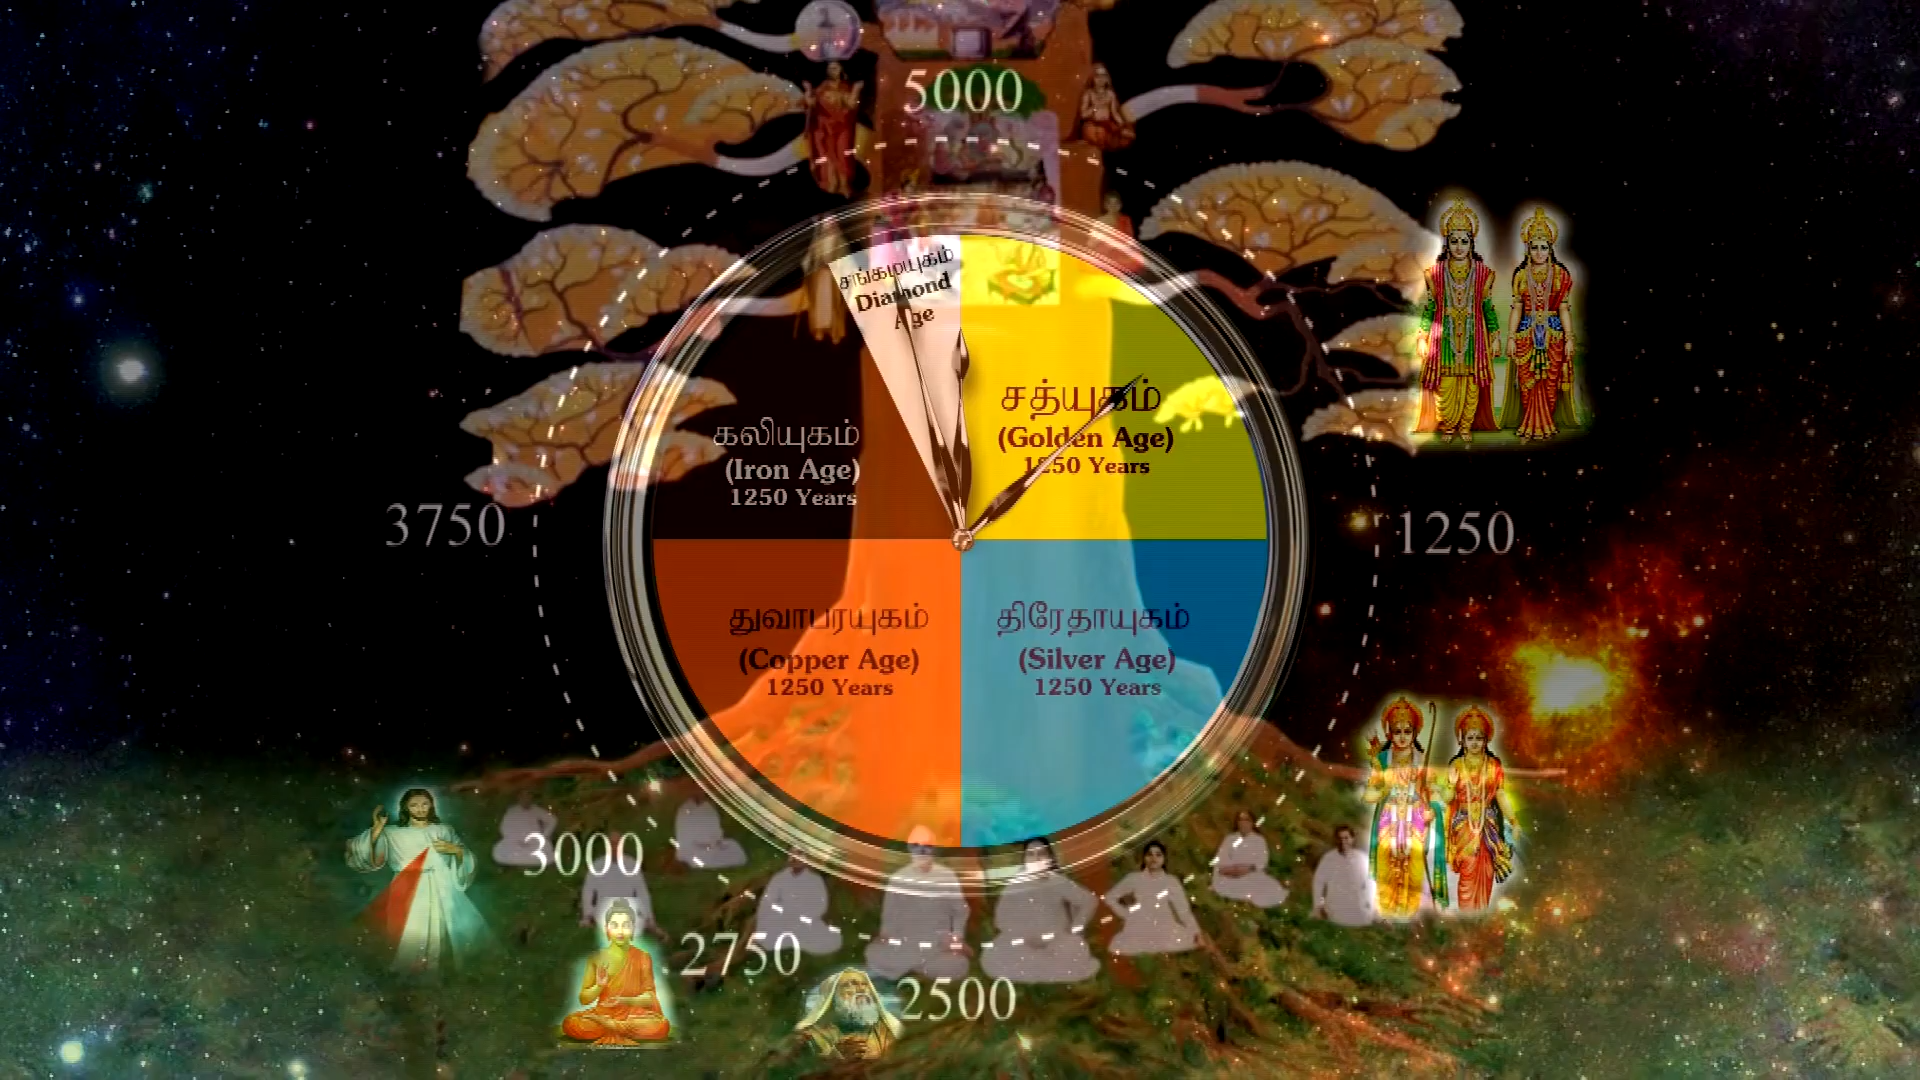 5000
சங்கமயுகம்
Diamond
Age
சத்யுகம்
(Golden Age)
1250 Years
கலியுகம்
(Iron Age)
1250 Years
3750
1250
துவாபரயுகம்
(Copper Age)
1250 Years
திரேதாயுகம்
(Silver Age)
1250 Years
3000
2750
2500